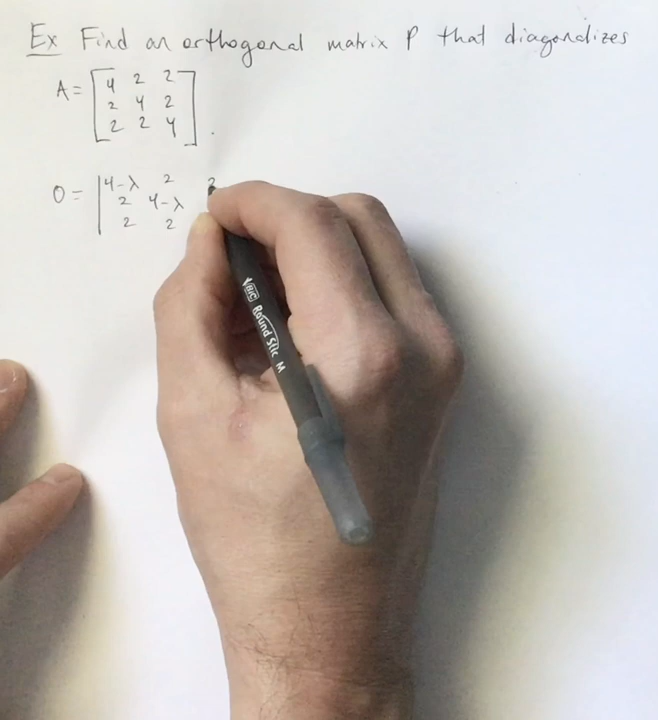 Ex Find an orthogonal matrix P that diagonalizes
A = [4 2 2
2 4 2
2 2 4].
0 = |4-λ 2 2
2 4-λ
2 2
BIC Round Stic M